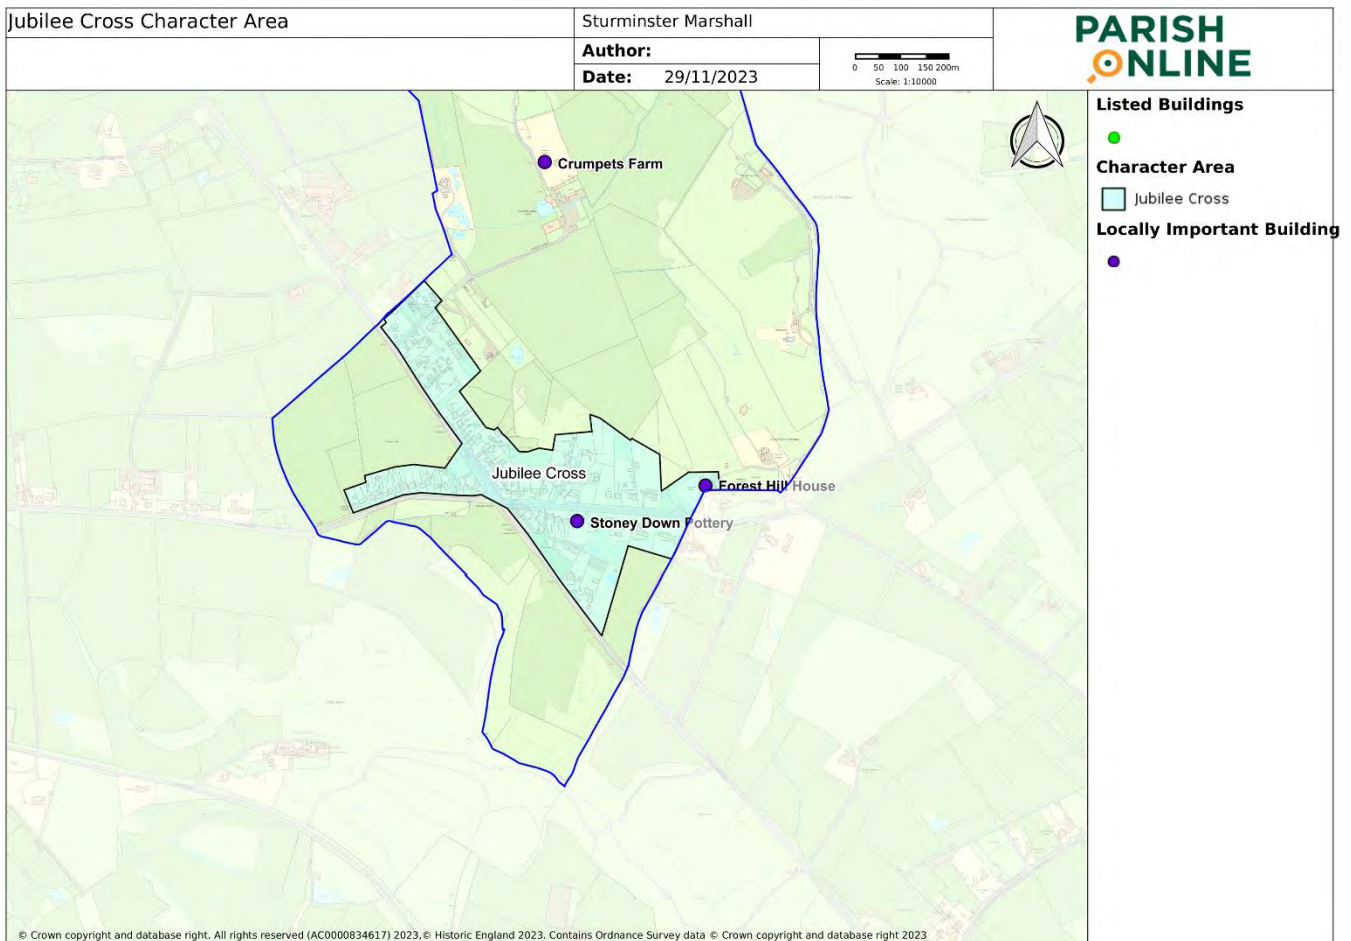 Jubilee Cross Character Area
Sturminster Marshall
Author:
Date: 29/11/2023
0 50 100 150 200m
Scale: 1:10000
PARISH
ONLINE
Listed Buildings
Character Area
Jubilee Cross
Locally Important Building
Crumpets Farm
Jubilee Cross
Forest Hill House
Stoney Down Pottery
© Crown copyright and database right. All rights reserved (AC0000834617) 2023,© Historic England 2023. Contains Ordnance Survey data © Crown copyright and database right 2023